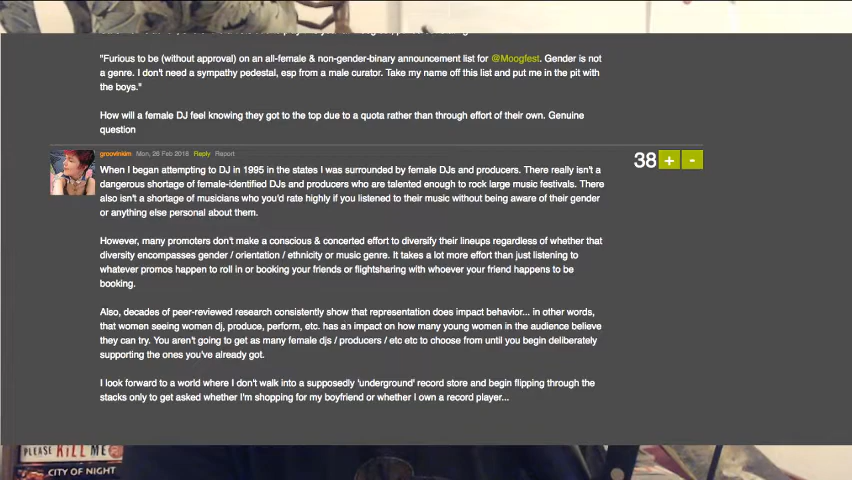 "Furious to be (without approval) on an all-female & non-gender-binary announcement list for @Moogfest. Gender is not
a genre. I don't need a sympathy pedestal, esp from a male curator. Take my name off this list and put me in the pit with
the boys."
How will a female DJ feel knowing they got to the top due to a quota rather than through effort of their own. Genuine
question
groovinkim Mon, 26 Feb 2018 Reply Report
38 + -
When I began attempting to DJ in 1995 in the states I was surrounded by female DJs and producers. There really isn't a
dangerous shortage of female-identified DJs and producers who are talented enough to rock large music festivals. There
also isn't a shortage of musicians who you'd rate highly if you listened to their music without being aware of their gender
or anything else personal about them.
However, many promoters don't make a conscious & concerted effort to diversify their lineups regardless of whether that
diversity encompasses gender / orientation / ethnicity or music genre. It takes a lot more effort than just listening to
whatever promos happen to roll in or booking your friends or flightsharing with whoever your friend happens to be
booking.
Also, decades of peer-reviewed research consistently show that representation does impact behavior... in other words,
that women seeing women dj, produce, perform, etc. has an impact on how many young women in the audience believe
they can try. You aren't going to get as many female djs / producers / etc etc to choose from until you begin deliberately
supporting the ones you've already got.
I look forward to a world where I don't walk into a supposedly 'underground' record store and begin flipping through the
stacks only to get asked whether I'm shopping for my boyfriend or whether I own a record player...
PLEASE KILL ME
CITY OF NIGHT